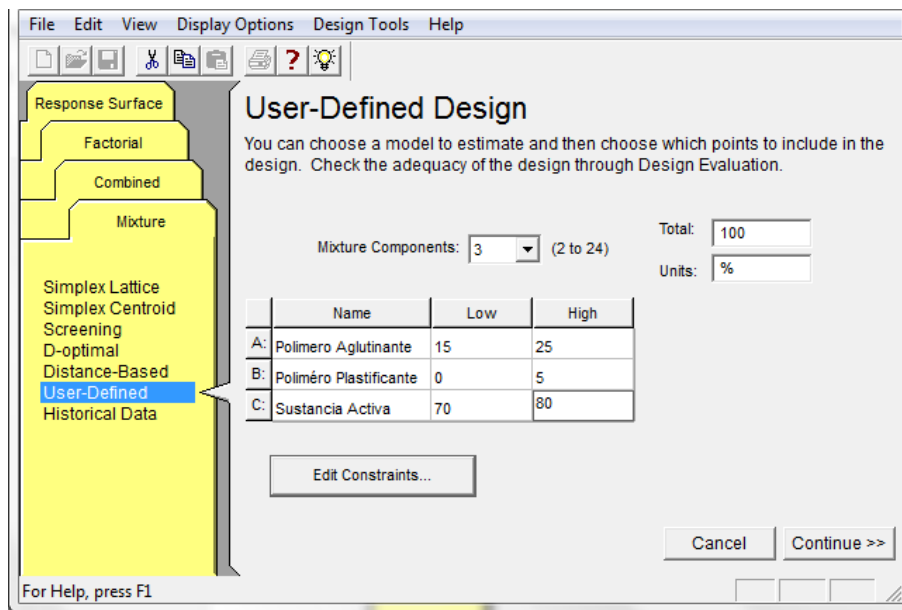 File Edit View Display Options Design Tools Help
Response Surface
Factorial
Combined
Mixture
Simplex Lattice
Simplex Centroid
Screening
D-optimal
Distance-Based
User-Defined
Historical Data
User-Defined Design
You can choose a model to estimate and then choose which points to include in the
design. Check the adequacy of the design through Design Evaluation.
Mixture Components: 3 (2 to 24)
Total: 100
Units: %
Name Low High
A: Polimero Aglutinante 15 25
B: Poliméro Plastificante 0 5
C: Sustancia Activa 70 80
Edit Constraints...
Cancel Continue >>
For Help, press F1